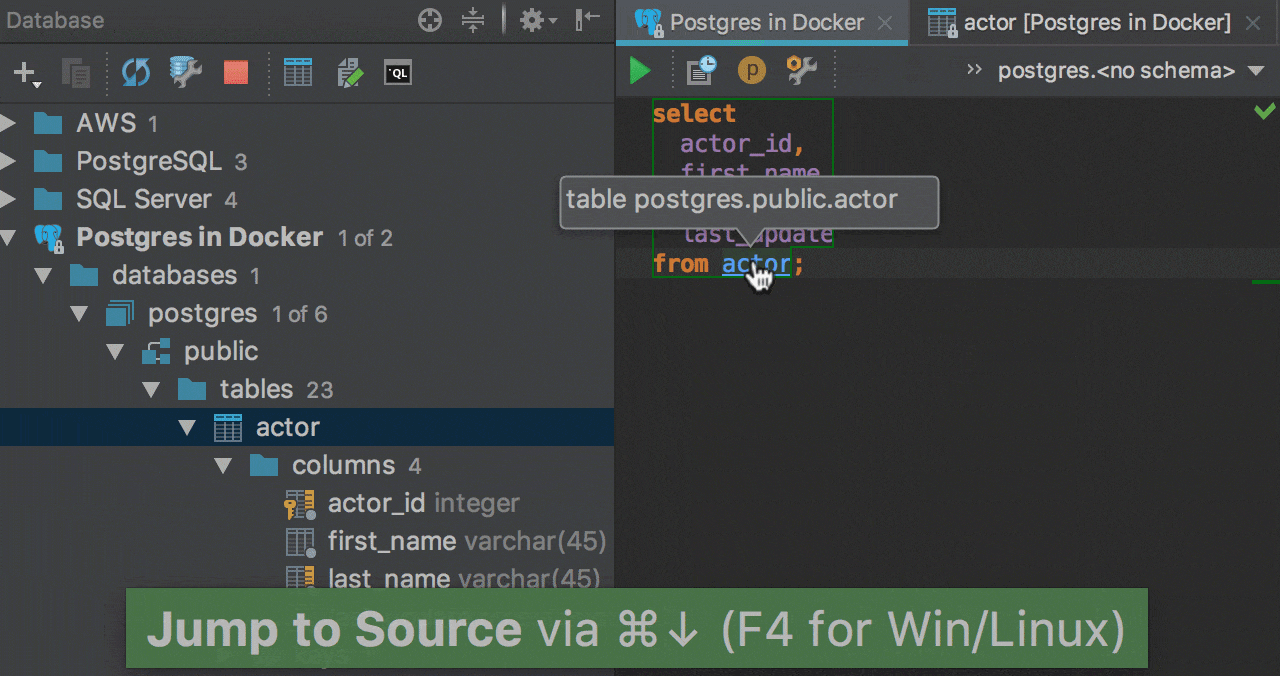 Database
AWS 1
PostgreSQL 3
SQL Server 4
Postgres in Docker 1 of 2
databases 1
postgres 1 of 6
public
tables 23
actor
columns 4
actor_id integer
first_name varchar(45)
last_name varchar(45)
QL
Postgres in Docker
actor [Postgres in Docker]
p
postgres.<no schema>
select
actor_id,
first_name
table postgres.public.actor
last_update
from actor;
Jump to Source via ⌘↓ (F4 for Win/Linux)